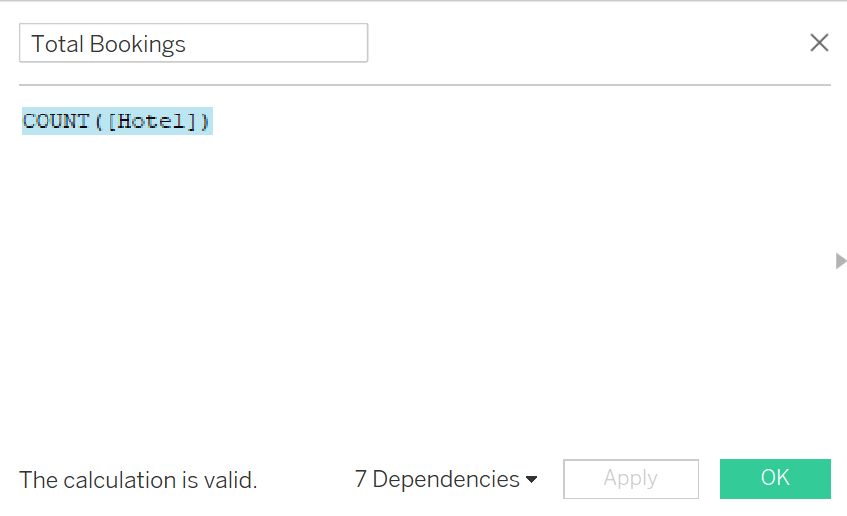 Total Bookings
COUNT([Hotel])
The calculation is valid.
7 Dependencies
Apply
OK